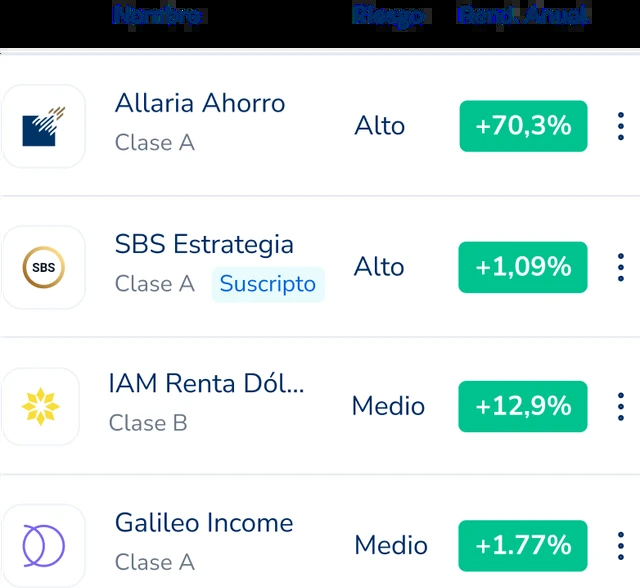 Nombre Riesgo Rend. Anual
Allaria Ahorro
Clase A
Alto
+70,3%
SBS
SBS Estrategia
Clase A Suscripto
Alto
+1,09%
IAM Renta Dól...
Clase B
Medio
+12,9%
Galileo Income
Clase A
Medio
+1.77%